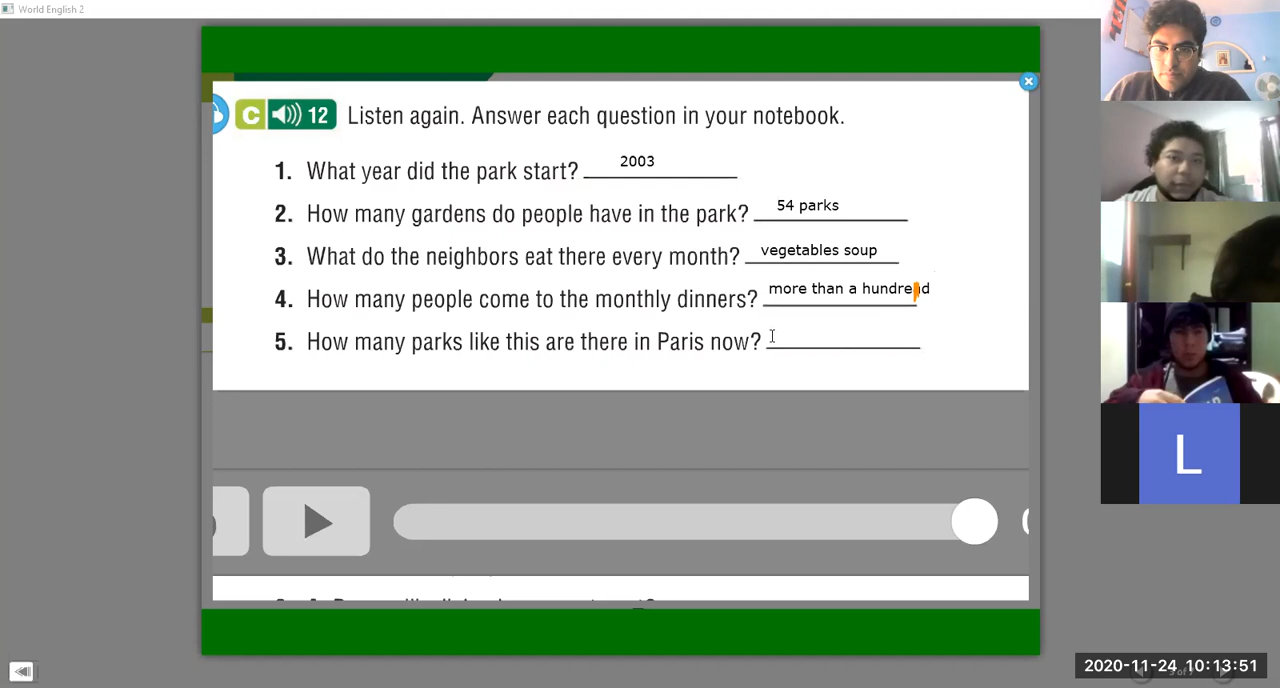 World English 2
C 12 Listen again. Answer each question in your notebook.
1. What year did the park start? 2003
2. How many gardens do people have in the park? 54 parks
3. What do the neighbors eat there every month? vegetables soup
4. How many people come to the monthly dinners? more than a hundred
5. How many parks like this are there in Paris now?
L
2020-11-24 10:13:51